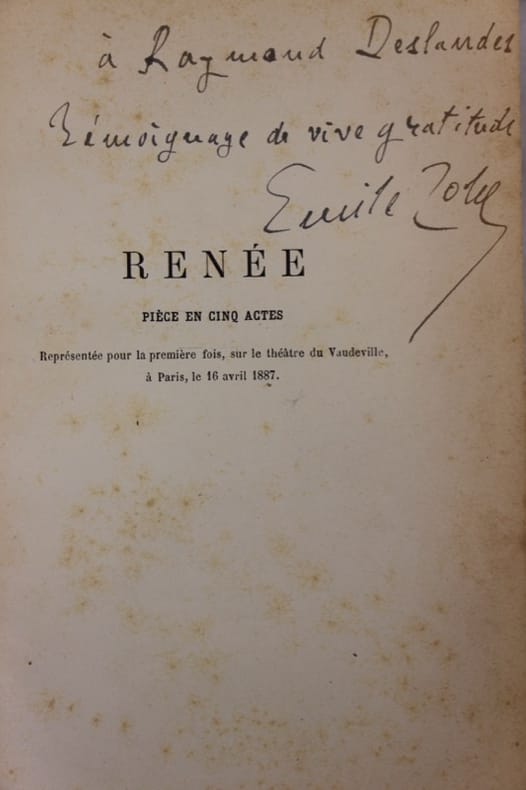 à Raymond Deslandes
Témoignage de vive gratitude
Emile Zola
RENÉE
PIÈCE EN CINQ ACTES
Représentée pour la première fois, sur le théâtre du Vaudeville,
à Paris, le 16 avril 1887.